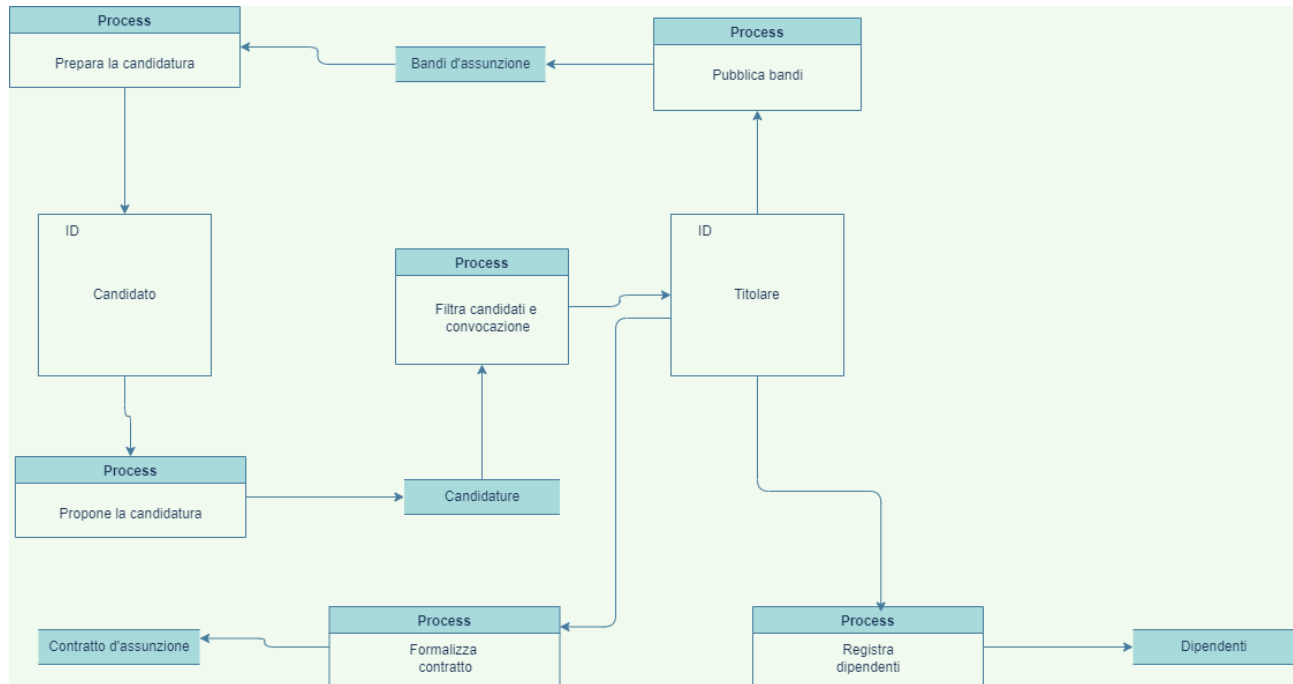 Process
Prepara la candidatura
Bandi d'assunzione
Process
Pubblica bandi
ID
Candidato
Process
Filtra candidati e
convocazione
ID
Titolare
Process
Propone la candidatura
Candidature
Contratto d'assunzione
Process
Formalizza
contratto
Process
Registra
dipendenti
Dipendenti